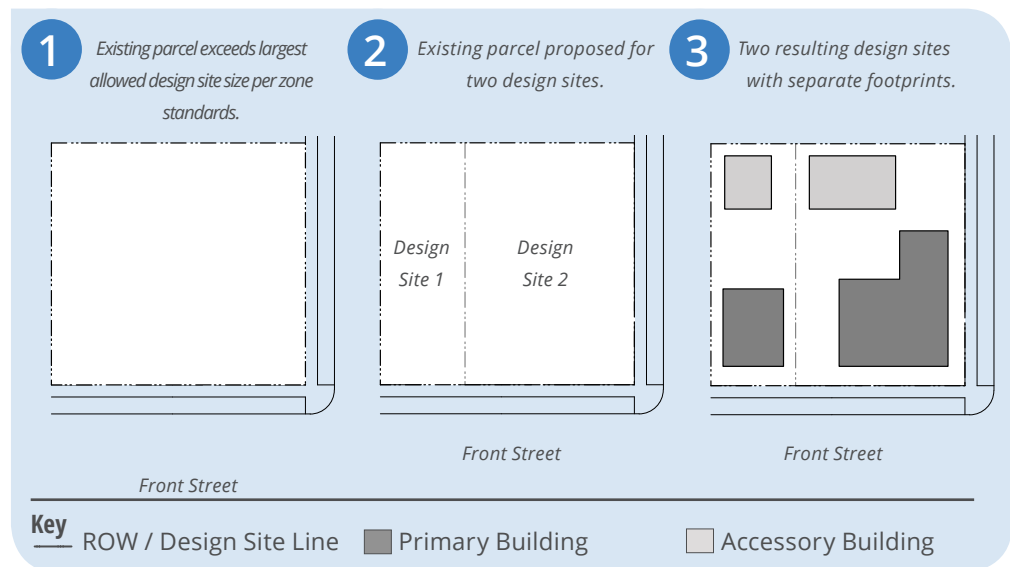 1
Existing parcel exceeds largest
allowed design site size per zone
standards.
2
Existing parcel proposed for
two design sites.
3
Two resulting design sites
with separate footprints.
Design
Site 1
Design
Site 2
Front Street
Front Street
Front Street
Key
ROW / Design Site Line
Primary Building
Accessory Building